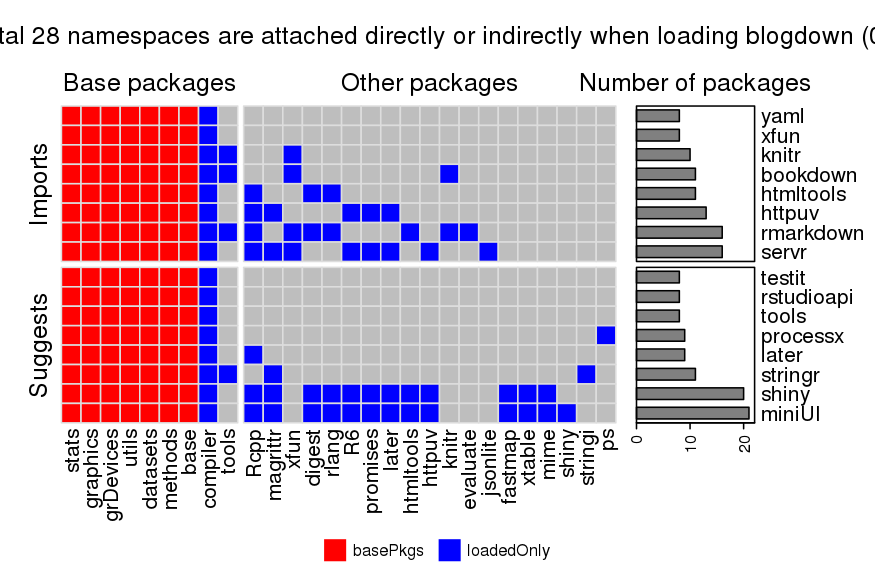 tal 28 namespaces are attached directly or indirectly when loading blogdown (
Base packages
Other packages
Number of packages
Imports
yaml
xfun
knitr
bookdown
htmltools
httpuv
rmarkdown
servr
Suggests
testit
rstudioapi
tools
processx
later
stringr
shiny
miniUI
stats
graphics
grDevices
utils
datasets
methods
base
compiler
tools
Rcpp
magrittr
xfun
digest
rlang
R6
promises
later
htmltools
httpuv
knitr
evaluate
jsonlite
fastmap
xtable
mime
shiny
stringi
ps
0
10
20
basePkgs
loadedOnly